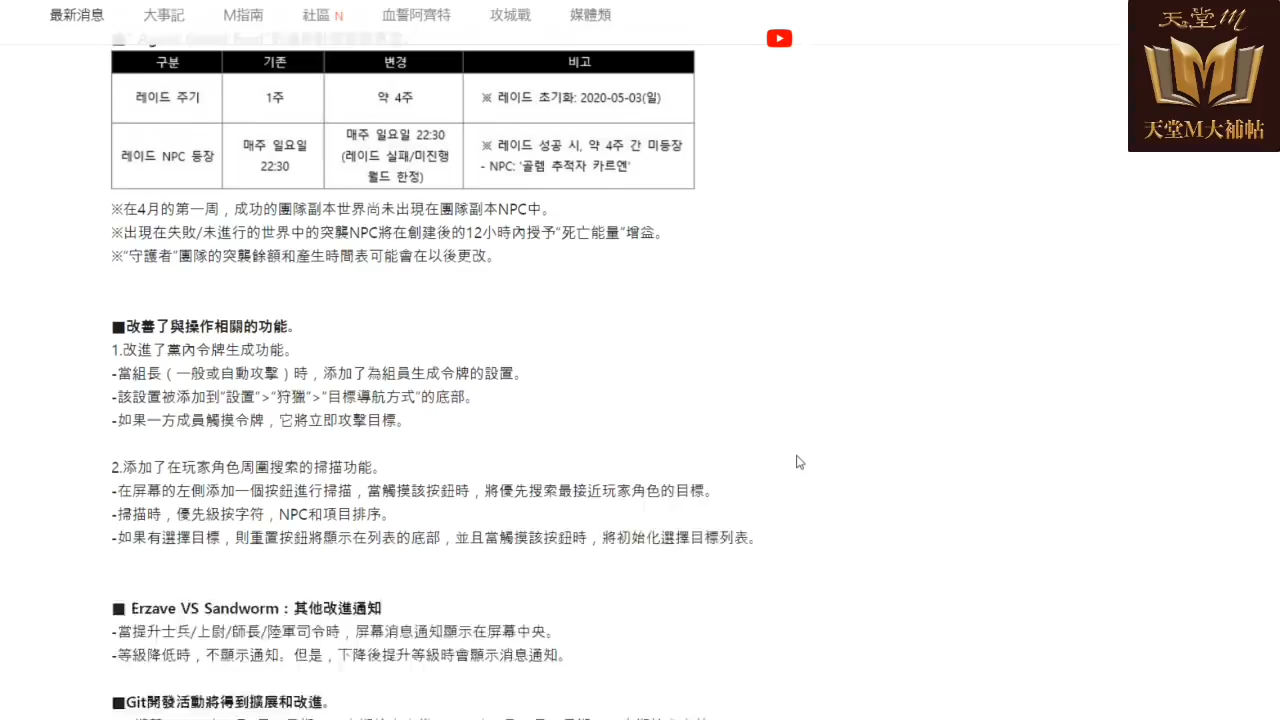 最新消息 大事記 M指南 社區 N 血誓阿齊特 攻城戰 媒體類
天堂M
天堂M大補帖
구분 기존 변경 비고
레이드 주기 1주 약 4주 ※ 레이드 초기화: 2020-05-03(일)
레이드 NPC 등장 매주 일요일 22:30 매주 일요일 22:30 (레이드 실패/미진행 월드 한정) ※ 레이드 성공 시, 약 4주 간 미등장 - NPC: '골렘 추적자 카르엔'
※在4月的第一周，成功的團隊副本世界尚未出現在團隊副本NPC中。
※出現在失敗/未進行的世界中的突襲NPC將在創建後的12小時內授予“死亡能量”增益。
※“守護者”團隊的突襲餘額和產生時間表可能會在以後更改。
■改善了與操作相關的功能。
1.改進了黨內令牌生成功能。
-當組長（一般或自動攻擊）時，添加了為組員生成令牌的設置。
-該設置被添加到“設置”>“狩獵”>“目標導航方式”的底部。
-如果一方成員觸摸令牌，它將立即攻擊目標。
2.添加了在玩家角色周圍搜索的掃描功能。
-在屏幕的左側添加一個按鈕進行掃描，當觸摸該按鈕時，將優先搜索最接近玩家角色的目標。
-掃描時，優先級按字符，NPC和項目排序。
-如果有選擇目標，則重置按鈕將顯示在列表的底部，並且當觸摸該按鈕時，將初始化選擇目標列表。
■ Erzave VS Sandworm：其他改進通知
-當提升士兵/上尉/師長/陸軍司令時，屏幕消息通知顯示在屏幕中央。
-等級降低時，不顯示通知。但是，下降後提升等級時會顯示消息通知。
■Git開發活動將得到擴展和改進。